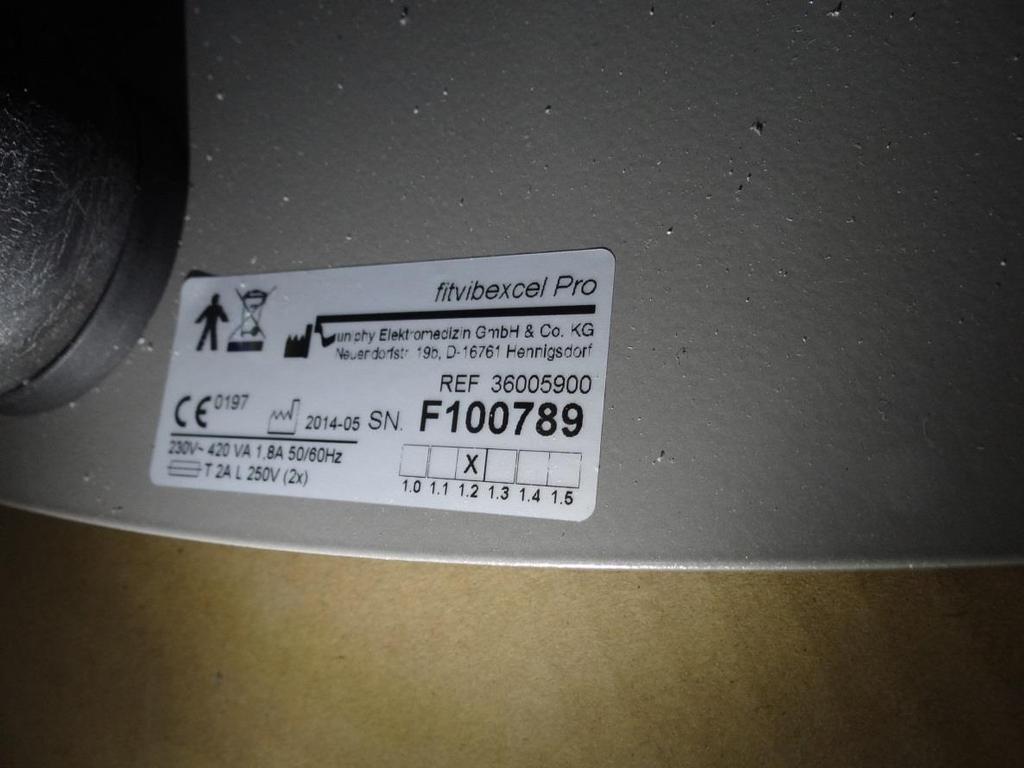 fitvibexcel Pro
uniphy Elektromedizin GmbH & Co. KG
Neuendorfstr. 19b, D-16761 Hennigsdorf
REF 36005900
CE 0197
2014-05 SN. F100789
230V~ 420 VA 1,8A 50/60Hz
T 2A L 250V (2x)
X
1.0 1.1 1.2 1.3 1.4 1.5